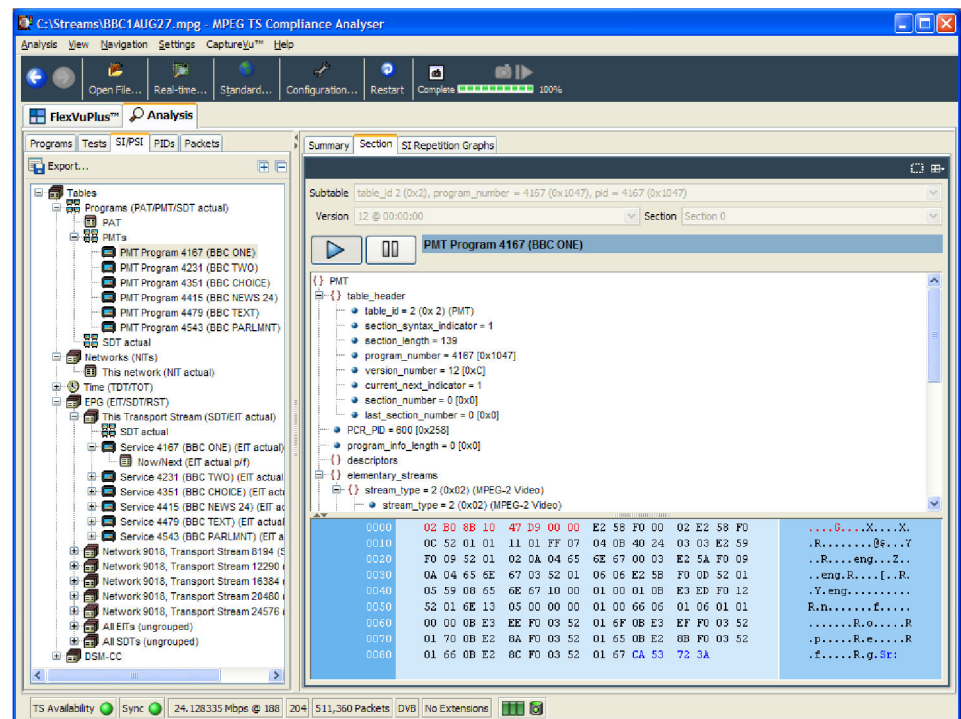 C:\Streams\BBC1AUG27.mpg - MPEG TS Compliance Analyser
Analysis View Navigation Settings CaptureVu™ Help
Open File... Real-time... Standard... Configuration... Restart Complete 100%
FlexVuPlus™ Analysis
Programs Tests SI/PSI PIDs Packets
Export...
Tables
Programs (PAT/PMT/SDT actual)
PAT
PMTs
PMT Program 4167 (BBC ONE)
PMT Program 4231 (BBC TWO)
PMT Program 4351 (BBC CHOICE)
PMT Program 4415 (BBC NEWS 24)
PMT Program 4479 (BBC TEXT)
PMT Program 4543 (BBC PARLMNT)
SDT actual
Networks (NITs)
This network (NIT actual)
Time (TDT/TOT)
EPG (EIT/SDT/RST)
This Transport Stream (SDT/EIT actual)
SDT actual
Service 4167 (BBC ONE) (EIT actual)
Now/Next (EIT actual p/f)
Service 4231 (BBC TWO) (EIT actual
Service 4351 (BBC CHOICE) (EIT actu
Service 4415 (BBC NEWS 24) (EIT ac
Service 4479 (BBC TEXT) (EIT actual
Service 4543 (BBC PARLMNT) (EIT a
Network 9018, Transport Stream 8194 (S
Network 9018, Transport Stream 12290
Network 9018, Transport Stream 16384
Network 9018, Transport Stream 20480
Network 9018, Transport Stream 24576
All EITs (ungrouped)
All SDTs (ungrouped)
DSM-CC
Summary Section SI Repetition Graphs
Subtable table_id 2 (0x2), program_number = 4167 (0x1047), pid = 4167 (0x1047)
Version 12 @ 00:00:00 Section Section 0
PMT Program 4167 (BBC ONE)
{} PMT
{} table_header
table_id = 2 (0x 2) (PMT)
section_syntax_indicator = 1
section_length = 139
program_number = 4167 [0x1047]
version_number = 12 [0xC]
current_next_indicator = 1
section_number = 0 [0x0]
last_section_number = 0 [0x0]
PCR_PID = 600 [0x258]
program_info_length = 0 [0x0]
{} descriptors
{} elementary_streams
{} stream_type = 2 (0x02) (MPEG-2 Video)
stream_type = 2 (0x02) (MPEG-2 Video)
0000 02 B0 8B 10 47 D9 00 00 E2 58 F0 00 02 E2 58 F0 ....G....X....X.
0010 0C 52 01 01 11 01 FF 07 04 0B 40 24 03 03 E2 59 .R........@$...Y
0020 F0 09 52 01 02 0A 04 65 6E 67 00 03 E2 5A F0 09 ..R....eng...Z..
0030 0A 04 65 6E 67 03 52 01 06 06 E2 5B F0 0D 52 01 ..eng.R....[..R.
0040 05 59 08 65 6E 67 10 00 01 00 01 0B E3 ED F0 12 .Y.eng..........
0050 52 01 6E 13 05 00 00 00 01 00 66 06 01 06 01 01 R.n.......f.....
0060 00 00 0B E3 EE F0 03 52 01 6F 0B E3 EF F0 03 52 .......R.o.....R
0070 01 70 0B E2 8A F0 03 52 01 65 0B E2 8B F0 03 52 .p.....R.e.....R
0080 01 66 0B E2 8C F0 03 52 01 67 CA 53 72 3A .f.....R.g.Sr:
TS Availability Sync 24.128335 Mbps @ 188 204 511,360 Packets DVB No Extensions